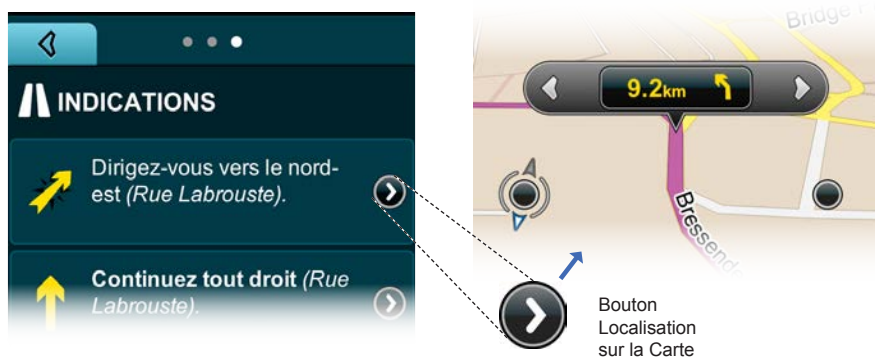 INDICATIONS
Dirigez-vous vers le nord-
est (Rue Labrouste).
Continuez tout droit (Rue
Labrouste).
Bridge
9.2km
Bouton
Localisation
sur la Carte